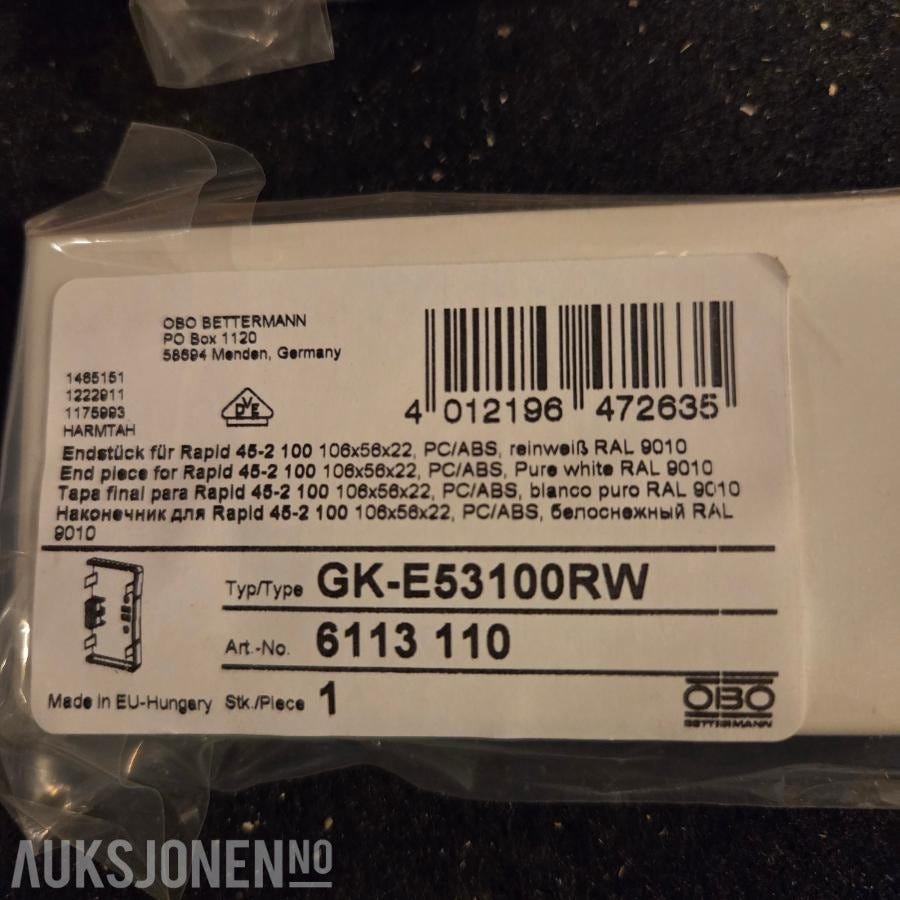 OBO BETTERMANN
PO Box 1120
58694 Menden, Germany
1465151
1222911
1175993
HARMTAH
DVE
4 012196 472635
Endstück für Rapid 45-2 100 106x56x22, PC/ABS, reinweiß RAL 9010
End piece for Rapid 45-2 100 106x56x22, PC/ABS, Pure white RAL 9010
Tapa final para Rapid 45-2 100 106x56x22, PC/ABS, blanco puro RAL 9010
Наконечник для Rapid 45-2 100 106x56x22, PC/ABS, белоснежный RAL
9010
Typ/Type GK-E53100RW
Art.-No. 6113 110
Made in EU-Hungary Stk./Piece 1
OBO
BETTERMANN
AUKSJONEN.NO